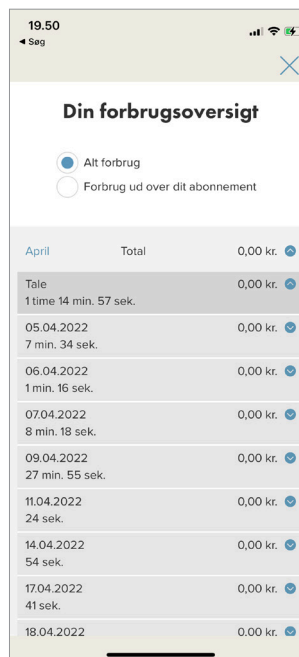 19.50
◀ Søg
Din forbrugsoversigt
Alt forbrug
Forbrug ud over dit abonnement
April Total 0,00 kr.
Tale 0,00 kr.
1 time 14 min. 57 sek.
05.04.2022 0,00 kr.
7 min. 34 sek.
06.04.2022 0,00 kr.
1 min. 16 sek.
07.04.2022 0,00 kr.
8 min. 18 sek.
09.04.2022 0,00 kr.
27 min. 55 sek.
11.04.2022 0,00 kr.
24 sek.
14.04.2022 0,00 kr.
54 sek.
17.04.2022 0,00 kr.
41 sek.
18.04.2022 0,00 kr.